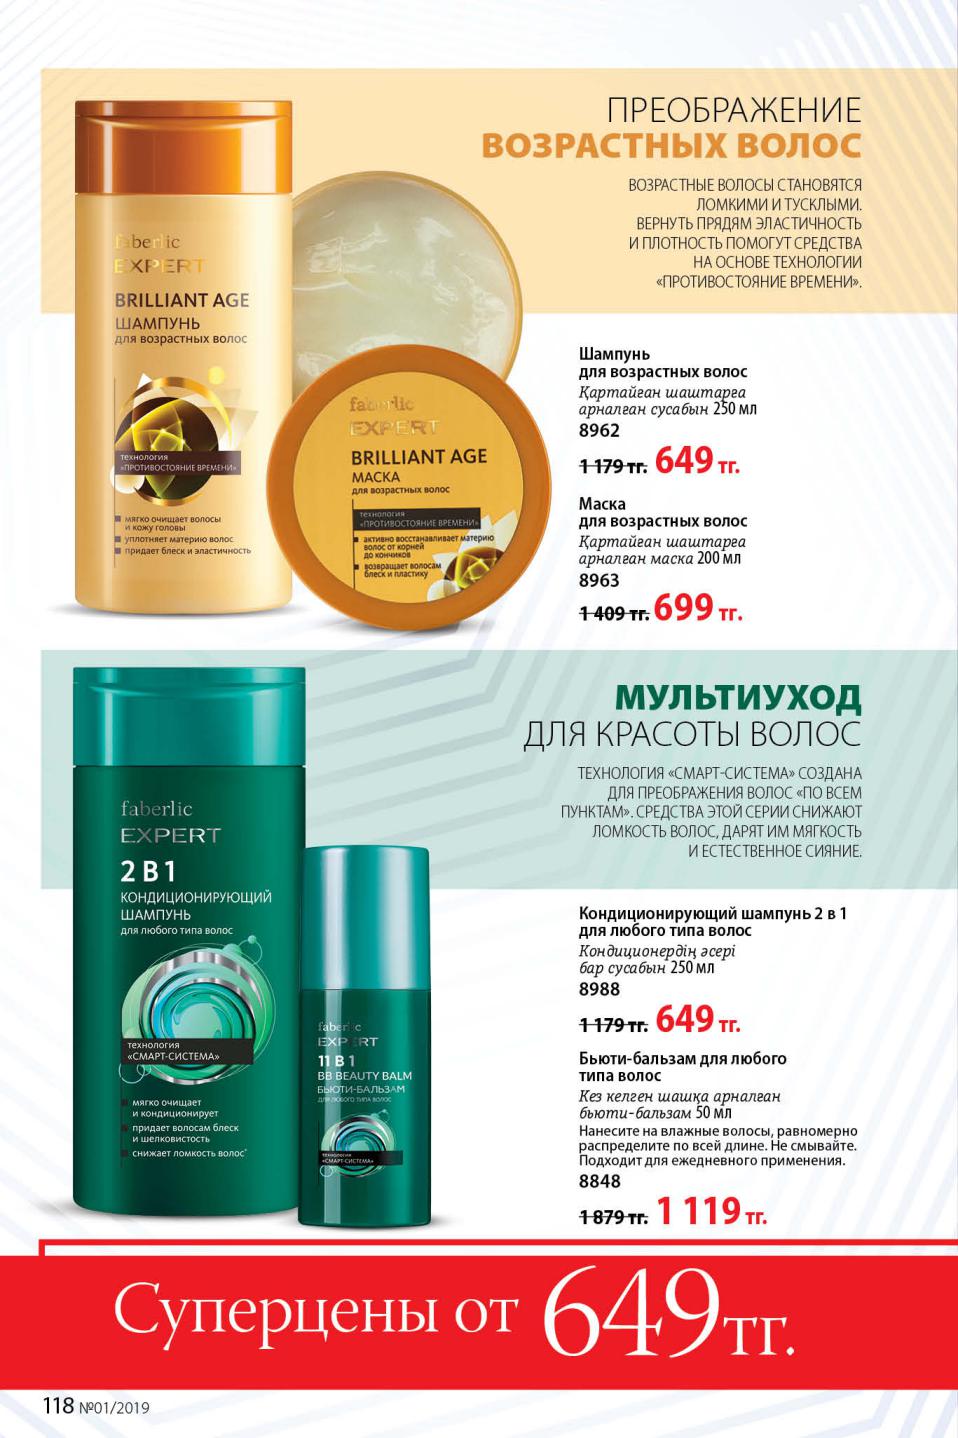 ПРЕОБРАЖЕНИЕ
ВОЗРАСТНЫХ ВОЛОС
ВОЗРАСТНЫЕ ВОЛОСЫ СТАНОВЯТСЯ
ЛОМКИМИ И ТУСКЛЫМИ.
ВЕРНУТЬ ПРЯДЯМ ЭЛАСТИЧНОСТЬ
И ПЛОТНОСТЬ ПОМОГУТ СРЕДСТВА
НА ОСНОВЕ ТЕХНОЛОГИИ
«ПРОТИВОСТОЯНИЕ ВРЕМЕНИ».
faberlic
EXPERT
BRILLIANT AGE
ШАМПУНЬ
для возрастных волос
технология
«ПРОТИВОСТОЯНИЕ ВРЕМЕНИ»
мягко очищает волосы
и кожу головы
уплотняет материю волос
придает блеск и эластичность
faberlic
EXPERT
BRILLIANT AGE
МАСКА
для возрастных волос
технология
«ПРОТИВОСТОЯНИЕ ВРЕМЕНИ»
активно восстанавливает материю
волос от корней
до кончиков
возвращает волосам
блеск и пластику
Шампунь
для возрастных волос
Қартайған шаштарға
арналған сусабын 250 мл
8962
1 179 тг. 649 тг.
Маска
для возрастных волос
Қартайған шаштарға
арналған маска 200 мл
8963
1 409 тг. 699 тг.
МУЛЬТИУХОД
ДЛЯ КРАСОТЫ ВОЛОС
ТЕХНОЛОГИЯ «СМАРТ-СИСТЕМА» СОЗДАНА
ДЛЯ ПРЕОБРАЖЕНИЯ ВОЛОС «ПО ВСЕМ
ПУНКТАМ». СРЕДСТВА ЭТОЙ СЕРИИ СНИЖАЮТ
ЛОМКОСТЬ ВОЛОС, ДАРЯТ ИМ МЯГКОСТЬ
И ЕСТЕСТВЕННОЕ СИЯНИЕ.
faberlic
EXPERT
2 В 1
КОНДИЦИОНИРУЮЩИЙ
ШАМПУНЬ
для любого типа волос
технология
«СМАРТ-СИСТЕМА»
мягко очищает
и кондиционирует
придает волосам блеск
и шелковистость
снижает ломкость волос*
faberlic
EXPERT
11 В 1
BB BEAUTY BALM
БЬЮТИ-БАЛЬЗАМ
ДЛЯ ЛЮБОГО ТИПА ВОЛОС
технология
«СМАРТ-СИСТЕМА»
Кондиционирующий шампунь 2 в 1
для любого типа волос
Кондиционердің әсері
бар сусабын 250 мл
8988
1 179 тг. 649 тг.
Бьюти-бальзам для любого
типа волос
Кез келген шашқа арналған
бьюти-бальзам 50 мл
Нанесите на влажные волосы, равномерно
распределите по всей длине. Не смывайте.
Подходит для ежедневного применения.
8848
1 879 тг. 1 119 тг.
Суперцены от 649 тг.
118 №01/2019